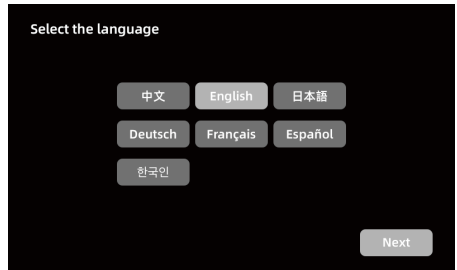 Select the language
中文 English 日本語
Deutsch Français Español
한국인
Next